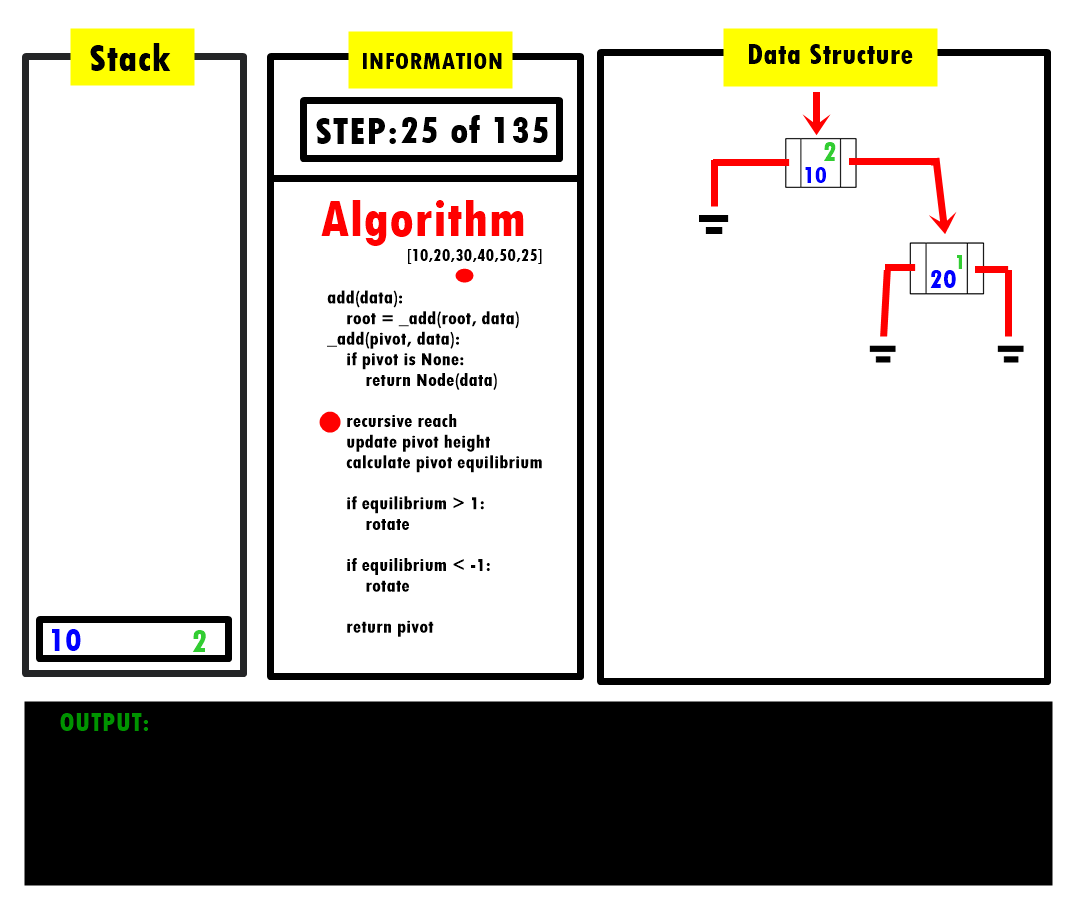 Stack
10 2
INFORMATION
STEP:25 of 135
Algorithm
[10,20,30,40,50,25]
add(data):
root = _add(root, data)
_add(pivot, data):
if pivot is None:
return Node(data)
recursive reach
update pivot height
calculate pivot equilibrium
if equilibrium > 1:
rotate
if equilibrium < -1:
rotate
return pivot
Data Structure
2
10
1
20
OUTPUT: